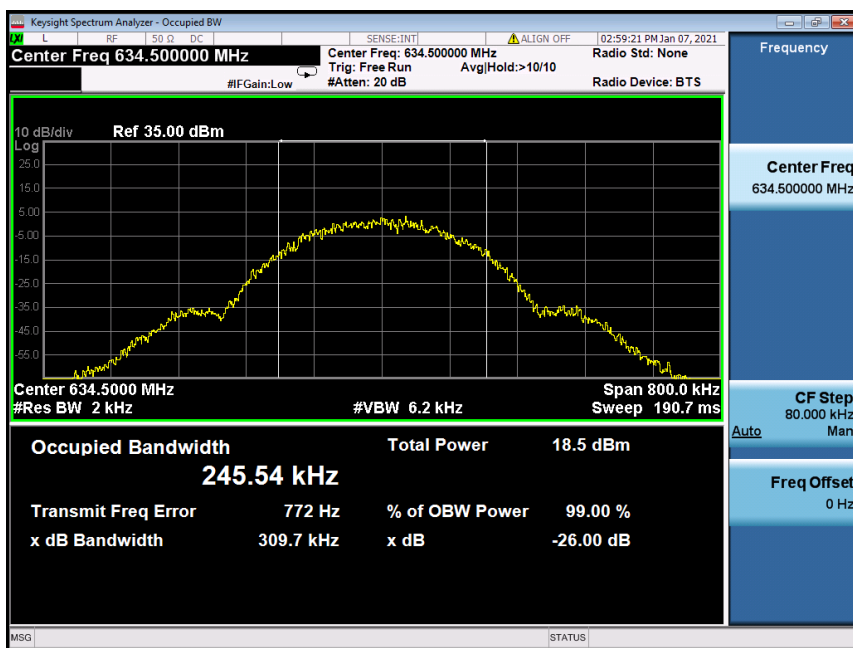 Keysight Spectrum Analyzer - Occupied BW
LXI L RF 50 Ω DC SENSE:INT ALIGN OFF 02:59:21 PM Jan 07, 2021
Center Freq 634.500000 MHz
Center Freq: 634.500000 MHz Radio Std: None
Trig: Free Run Avg|Hold:>10/10
#IFGain:Low #Atten: 20 dB Radio Device: BTS
10 dB/div Ref 35.00 dBm
Log
25.0
15.0
5.00
-5.00
-15.0
-25.0
-35.0
-45.0
-55.0
Center 634.5000 MHz Span 800.0 kHz
#Res BW 2 kHz #VBW 6.2 kHz Sweep 190.7 ms
Occupied Bandwidth Total Power 18.5 dBm
245.54 kHz
Transmit Freq Error 772 Hz % of OBW Power 99.00 %
x dB Bandwidth 309.7 kHz x dB -26.00 dB
MSG STATUS
Frequency
Center Freq
634.500000 MHz
CF Step
80.000 kHz
Auto Man
Freq Offset
0 Hz